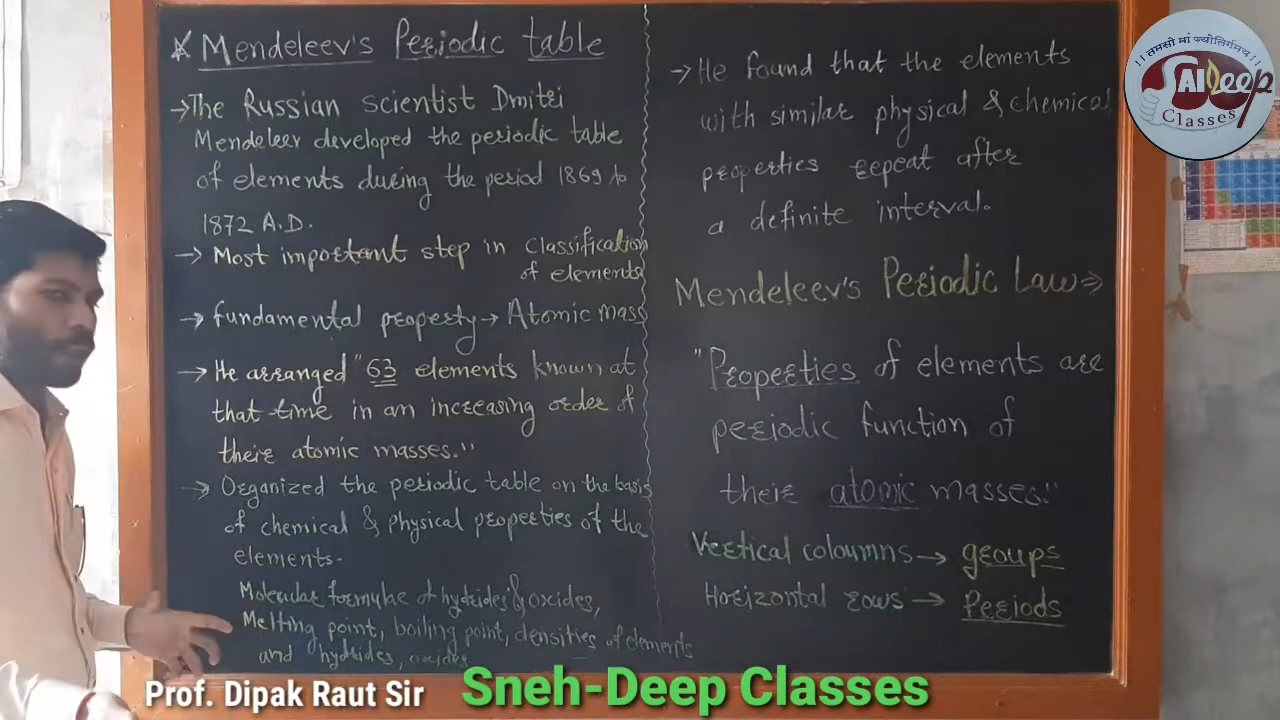 * Mendeleev's Periodic table
→ The Russian scientist Dmitri
Mendeleev developed the periodic table
of elements during the period 1869 to
1872 A.D.
→ Most important step in classification
of elements
→ fundamental property → Atomic mass
→ He arranged "63 elements known at
that time in an increasing order of
their atomic masses."
→ Organized the periodic table on the basis
of chemical & physical properties of the
elements.
Molecular formulae of hydrides & oxides,
Melting point, boiling point, densities of elements
and hydrides, oxides
→ He found that the elements
with similar physical & chemical
properties repeat after
a definite interval.
Mendeleev's Periodic Law ⇒
"Properties of elements are
periodic function of
their atomic masses."
Vertical coloumns → groups
Horizontal rows → Periods
।। तमसो मां ज्योतिर्गमय ।।
SAI Deep
Classes
Prof. Dipak Raut Sir
Sneh-Deep Classes